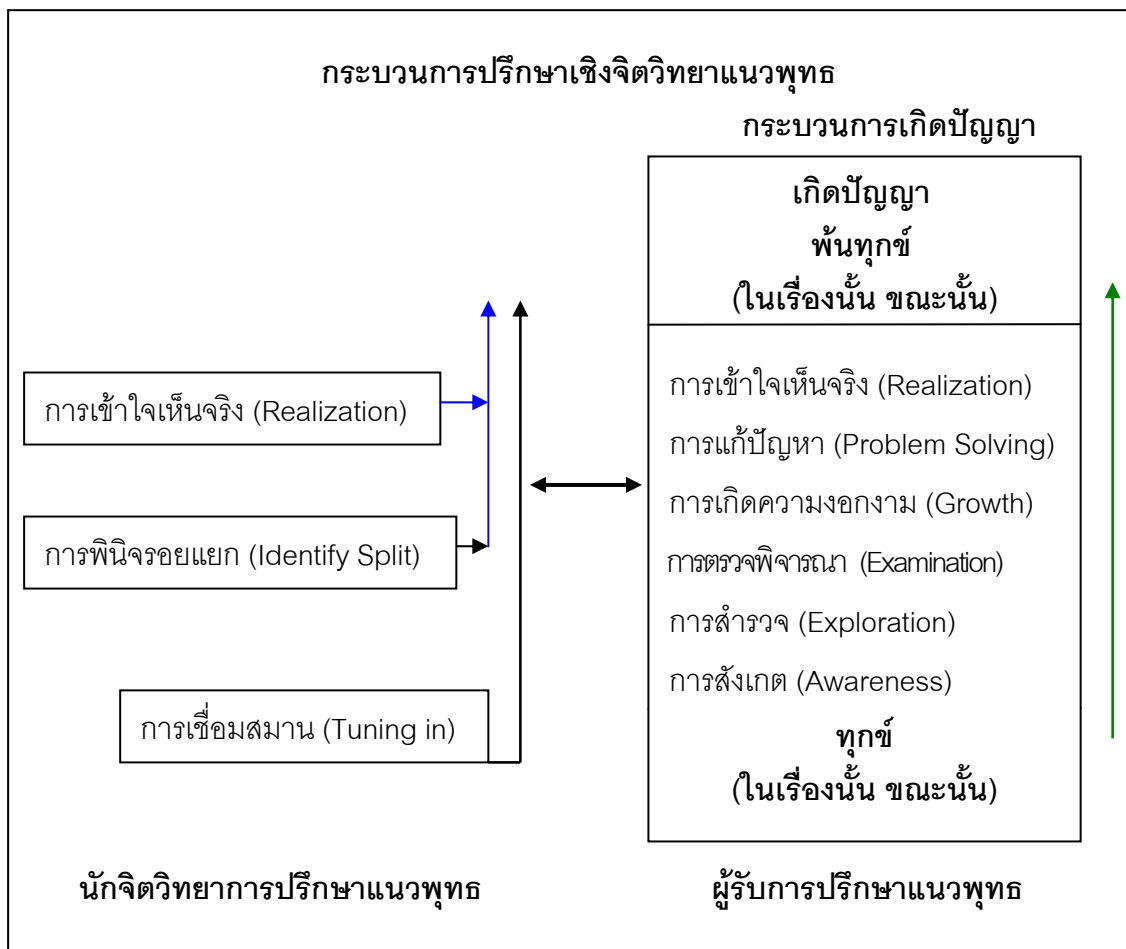 กระบวนการปรึกษาเชิงจิตวิทยาแนวพุทธ
กระบวนการเกิดปัญญา
เกิดปัญญา
พ้นทุกข์
(ในเรื่องนั้น ขณะนั้น)
การเข้าใจเห็นจริง (Realization)
การพินิจรอยแยก (Identify Split)
การเชื่อมสมาน (Tuning in)
การเข้าใจเห็นจริง (Realization)
การแก้ปัญหา (Problem Solving)
การเกิดความงอกงาม (Growth)
การตรวจพิจารณา (Examination)
การสำรวจ (Exploration)
การสังเกต (Awareness)
ทุกข์
(ในเรื่องนั้น ขณะนั้น)
นักจิตวิทยาการปรึกษาแนวพุทธ
ผู้รับการปรึกษาแนวพุทธ